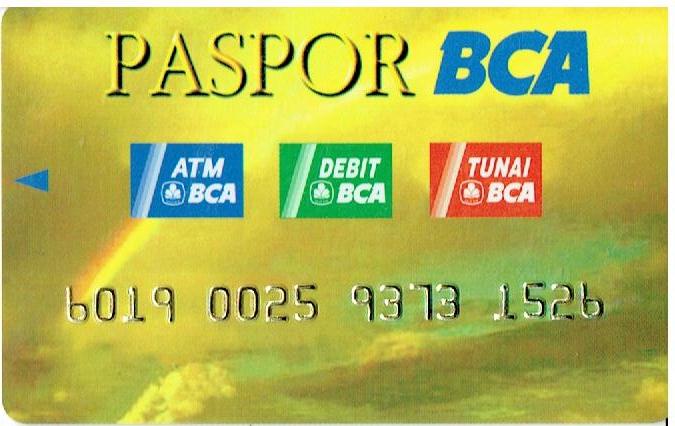 PASPOR BCA
ATM BCA
DEBIT BCA
TUNAI BCA
6019 0025 9373 1526